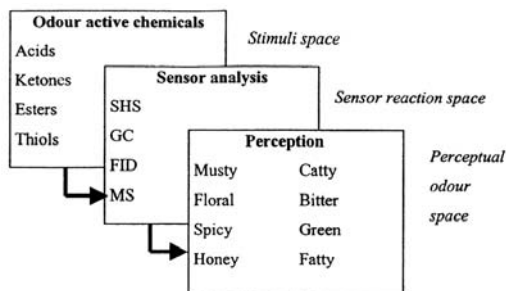 Odour active chemicals
Acids
Ketones
Esters
Thiols
Stimuli space
Sensor analysis
SHS
GC
FID
MS
Sensor reaction space
Perception
Musty Catty
Floral Bitter
Spicy Green
Honey Fatty
Perceptual
odour
space